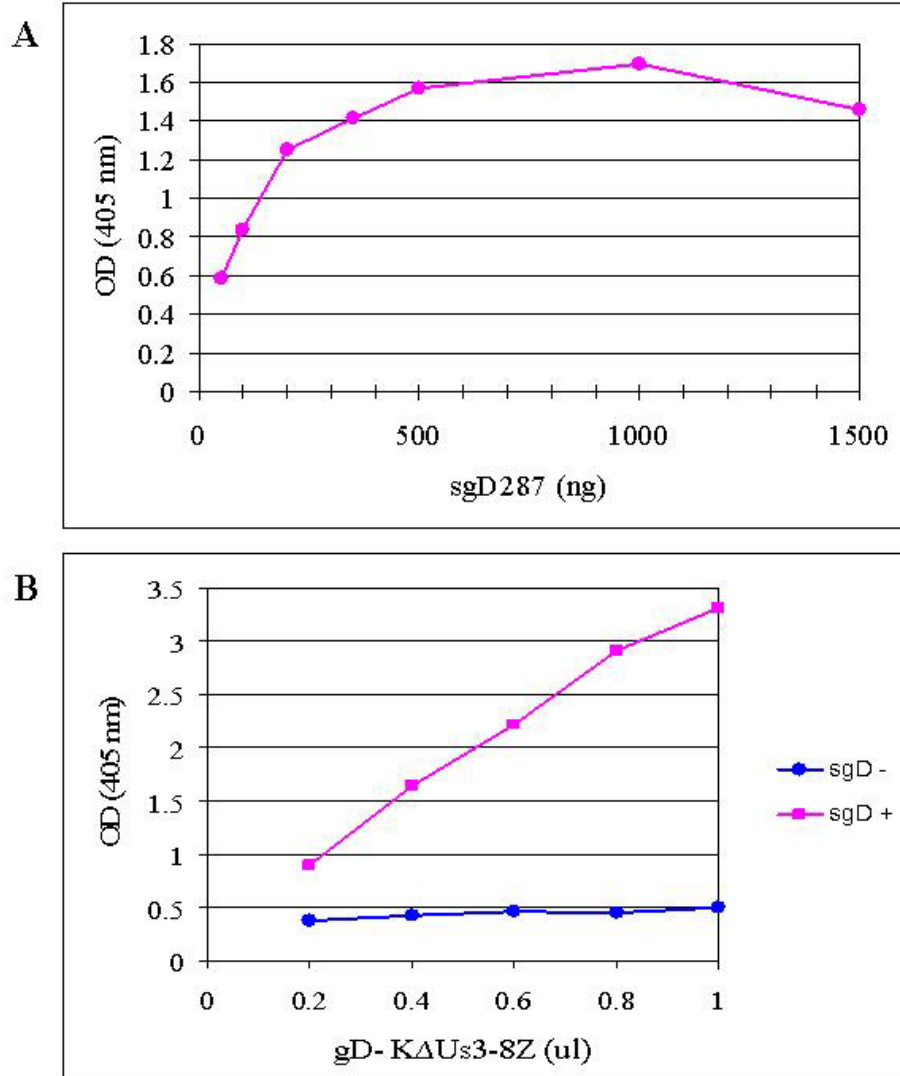 A
1.8
1.6
1.4
1.2
1
0.8
0.6
0.4
0.2
0
OD (405 nm)
0 500 1000 1500
sgD287 (ng)
B
3.5
3
2.5
2
1.5
1
0.5
0
OD (405 nm)
0 0.2 0.4 0.6 0.8 1
gD- KΔUs3-8Z (ul)
sgD -
sgD +